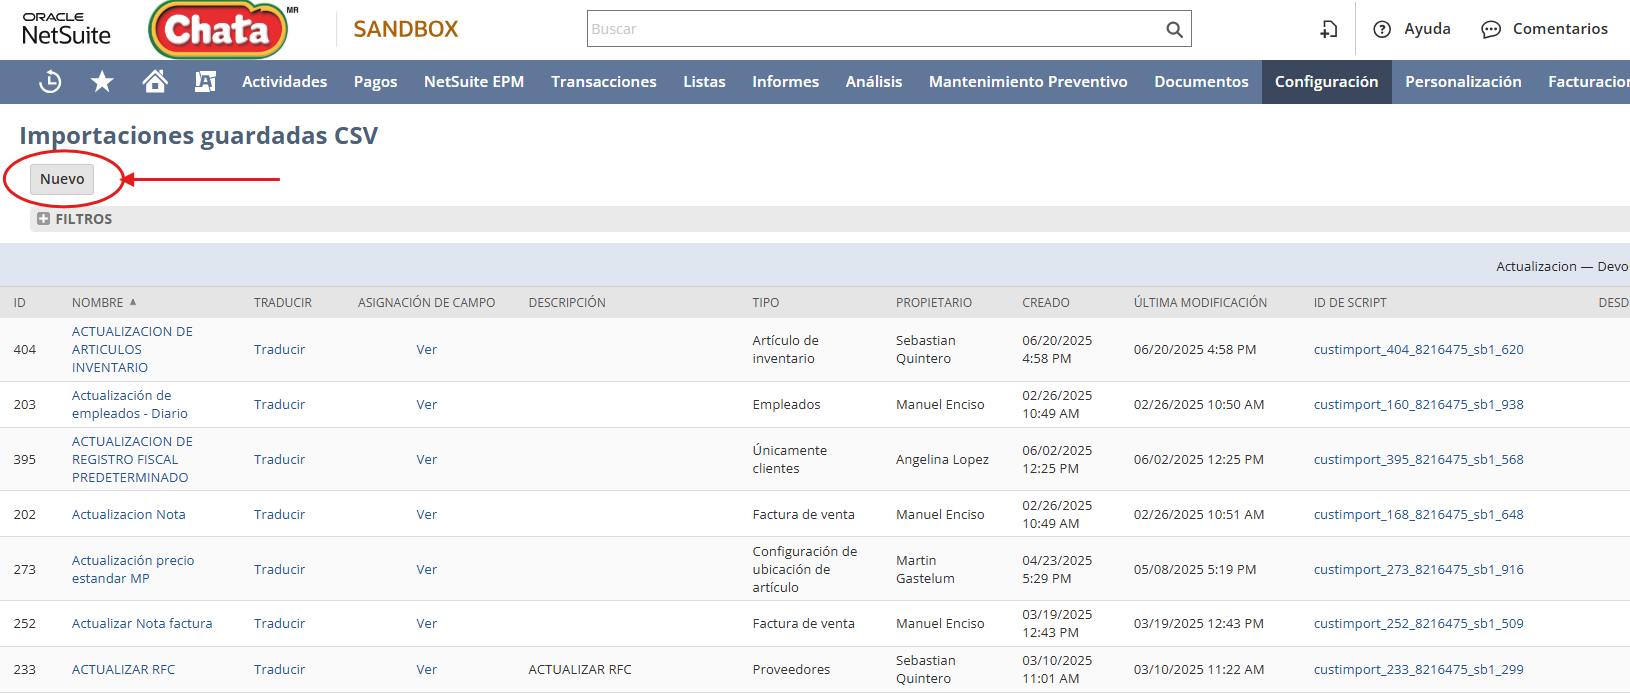 ORACLE
NetSuite
Chata MR
SANDBOX
Buscar
Ayuda
Comentarios
Actividades Pagos NetSuite EPM Transacciones Listas Informes Análisis Mantenimiento Preventivo Documentos Configuración Personalización Facturacion
Importaciones guardadas CSV
Nuevo
FILTROS
Actualizacion — Devo
ID NOMBRE TRADUCIR ASIGNACIÓN DE CAMPO DESCRIPCIÓN TIPO PROPIETARIO CREADO ÚLTIMA MODIFICACIÓN ID DE SCRIPT DESD
404
ACTUALIZACION DE
ARTICULOS
INVENTARIO
Traducir
Ver
Artículo de
inventario
Sebastian
Quintero
06/20/2025
4:58 PM
06/20/2025 4:58 PM
custimport_404_8216475_sb1_620
203
Actualización de
empleados - Diario
Traducir
Ver
Empleados
Manuel Enciso
02/26/2025
10:49 AM
02/26/2025 10:50 AM
custimport_160_8216475_sb1_938
395
ACTUALIZACION DE
REGISTRO FISCAL
PREDETERMINADO
Traducir
Ver
Únicamente
clientes
Angelina Lopez
06/02/2025
12:25 PM
06/02/2025 12:25 PM
custimport_395_8216475_sb1_568
202
Actualizacion Nota
Traducir
Ver
Factura de venta
Manuel Enciso
02/26/2025
10:49 AM
02/26/2025 10:51 AM
custimport_168_8216475_sb1_648
273
Actualización precio
estandar MP
Traducir
Ver
Configuración de
ubicación de
artículo
Martin
Gastelum
04/23/2025
5:29 PM
05/08/2025 5:19 PM
custimport_273_8216475_sb1_916
252
Actualizar Nota factura
Traducir
Ver
Factura de venta
Manuel Enciso
03/19/2025
12:43 PM
03/19/2025 12:43 PM
custimport_252_8216475_sb1_509
233
ACTUALIZAR RFC
Traducir
Ver
ACTUALIZAR RFC
Proveedores
Sebastian
Quintero
03/10/2025
11:01 AM
03/10/2025 11:22 AM
custimport_233_8216475_sb1_299